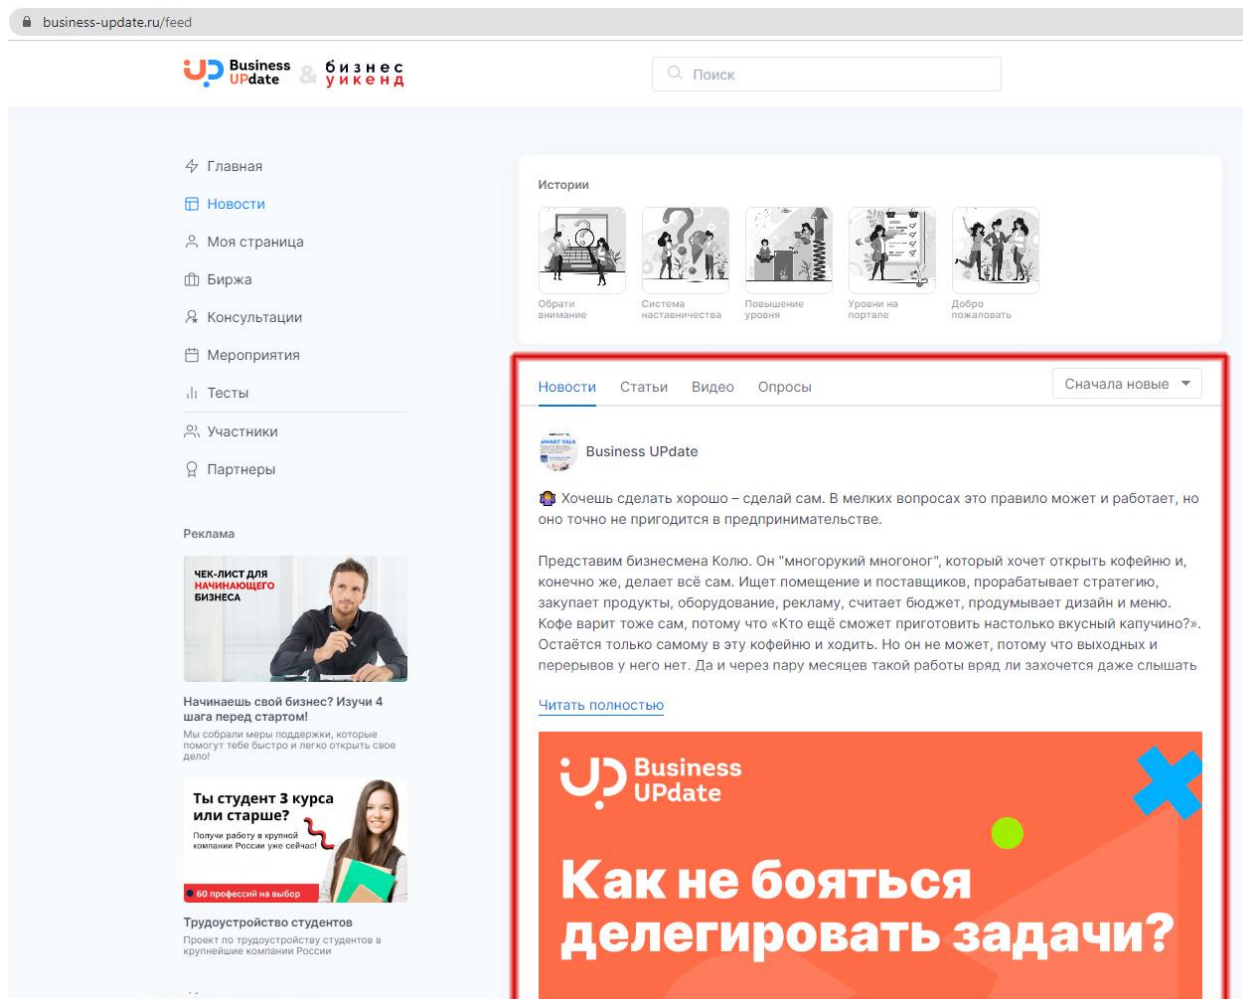 business-update.ru/feed
Business
UPdate
&
бизнес
уикенд
Поиск
Главная
Новости
Моя страница
Биржа
Консультации
Мероприятия
Тесты
Участники
Партнеры
Реклама
ЧЕК-ЛИСТ ДЛЯ
НАЧИНАЮЩЕГО
БИЗНЕСА
Начинаешь свой бизнес? Изучи 4
шага перед стартом!
Мы собрали меры поддержки, которые
помогут тебе быстро и легко открыть свое
дело!
Ты студент 3 курса
или старше?
Получи работу в крупной
компании России уже сейчас!
60 профессий на выбор
Трудоустройство студентов
Проект по трудоустройству студентов в
крупнейшие компании России
Истории
Обрати
внимание
Система
наставничества
Повышение
уровня
Уровни на
портале
Добро
пожаловать
Новости Статьи Видео Опросы
Сначала новые
Business UPdate
Хочешь сделать хорошо – сделай сам. В мелких вопросах это правило может и работает, но
оно точно не пригодится в предпринимательстве.
Представим бизнесмена Колю. Он "многорукий многоног", который хочет открыть кофейню и,
конечно же, делает всё сам. Ищет помещение и поставщиков, прорабатывает стратегию,
закупает продукты, оборудование, рекламу, считает бюджет, продумывает дизайн и меню.
Кофе варит тоже сам, потому что «Кто ещё сможет приготовить настолько вкусный капучино?».
Остаётся только самому в эту кофейню и ходить. Но он не может, потому что выходных и
перерывов у него нет. Да и через пару месяцев такой работы вряд ли захочется даже слышать
Читать полностью
Business
UPdate
Как не бояться
делегировать задачи?